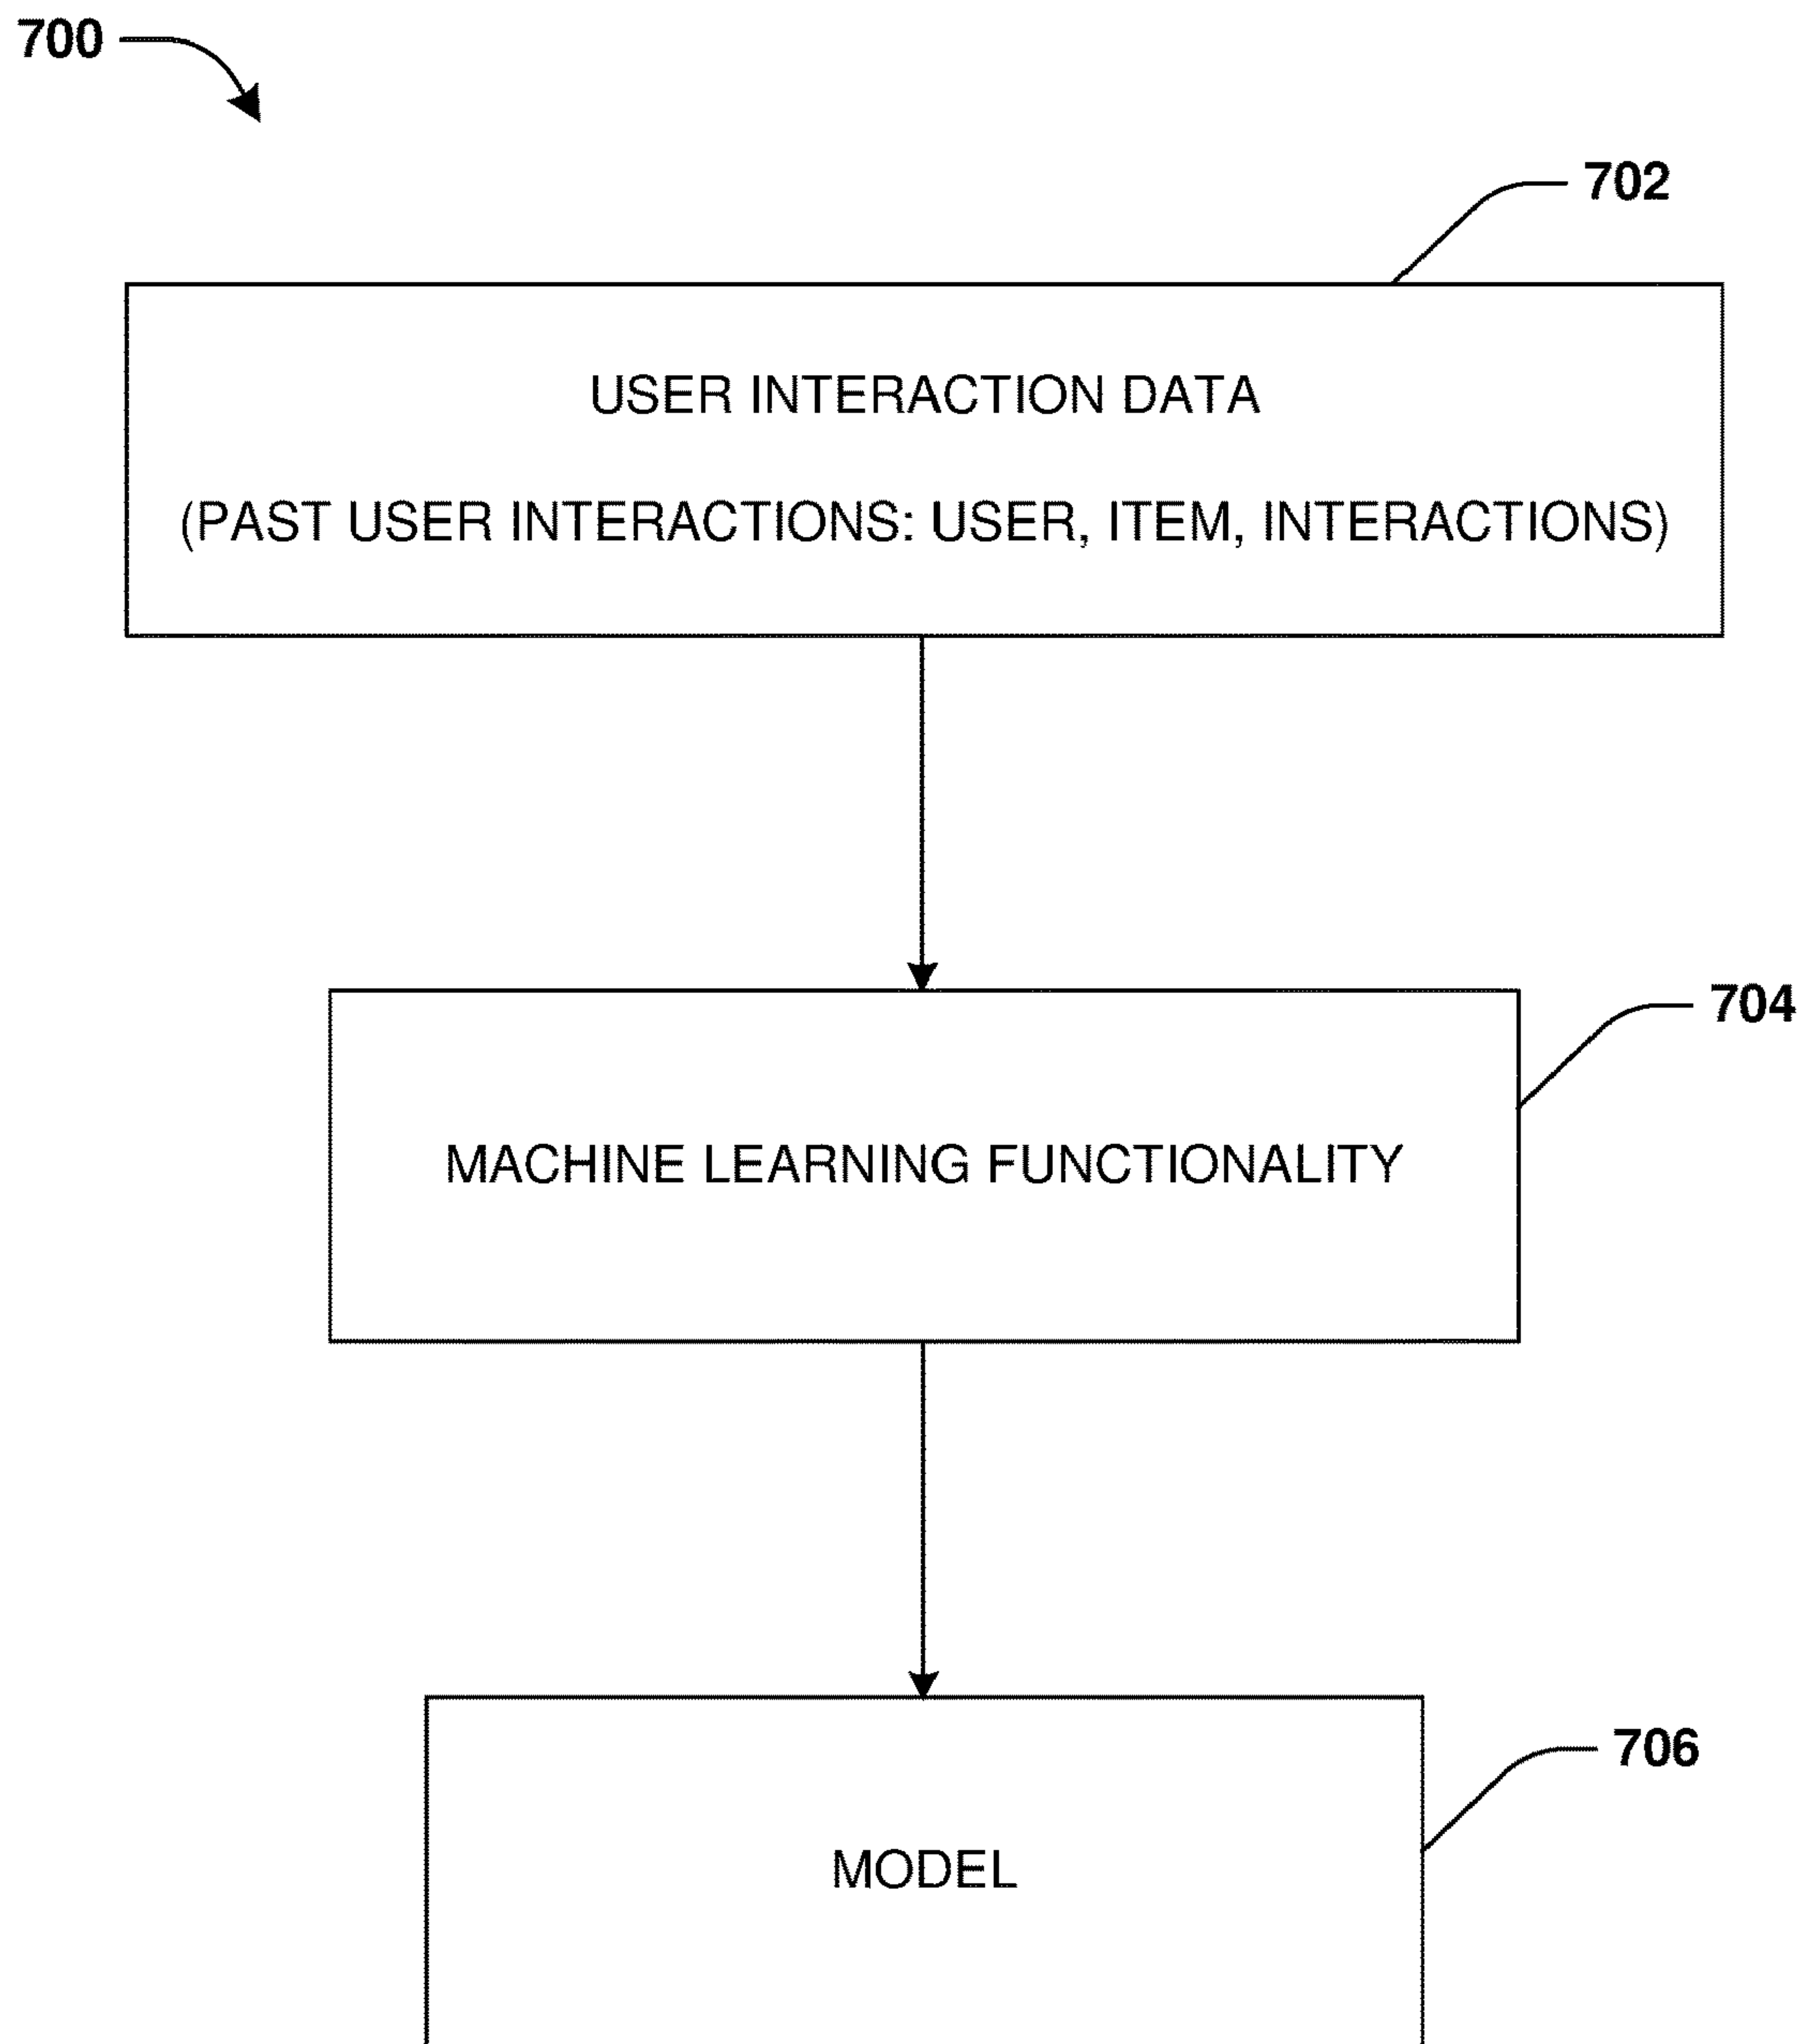 700
702
USER INTERACTION DATA
(PAST USER INTERACTIONS: USER, ITEM, INTERACTIONS)
704
MACHINE LEARNING FUNCTIONALITY
706
MODEL